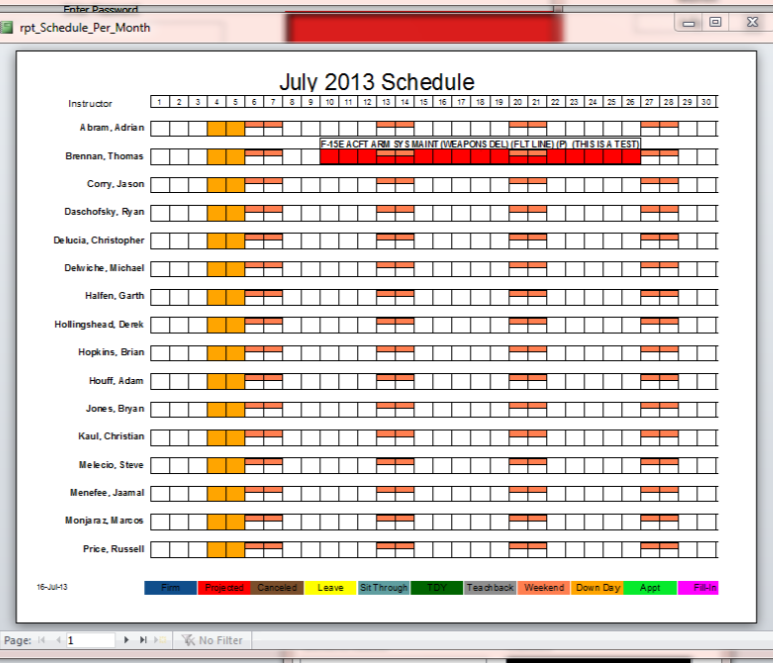 Enter Password
rpt_Schedule_Per_Month
July 2013 Schedule
Instructor 1 2 3 4 5 6 7 8 9 10 11 12 13 14 15 16 17 18 19 20 21 22 23 24 25 26 27 28 29 30
Abram, Adrian
F-15E ACFT ARM SYS MAINT (WEAPONS DEL) (FLT LINE) (P) (THIS IS A TEST)
Brennan, Thomas
Corry, Jason
Daschofsky, Ryan
Delucia, Christopher
Delwiche, Michael
Halfen, Garth
Hollingshead, Derek
Hopkins, Brian
Houff, Adam
Jones, Bryan
Kaul, Christian
Melecio, Steve
Menefee, Jaamal
Monjaraz, Marcos
Price, Russell
16-Jul-13 Firm Projected Canceled Leave Sit Through TDY Teachback Weekend Down Day Appt Fill-in
Page: 1 No Filter